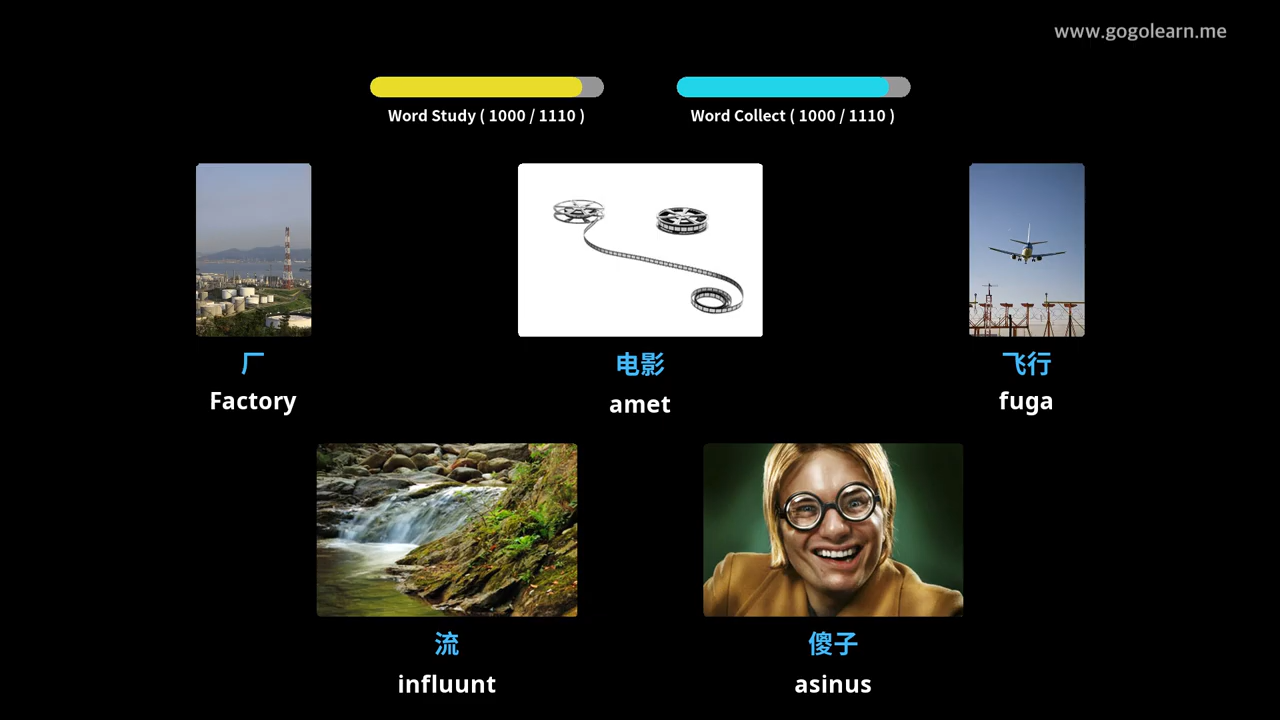 www.gogolearn.me
Word Study ( 1000 / 1110 )
Word Collect ( 1000 / 1110 )
厂
Factory
电影
amet
飞行
fuga
流
influunt
傻子
asinus